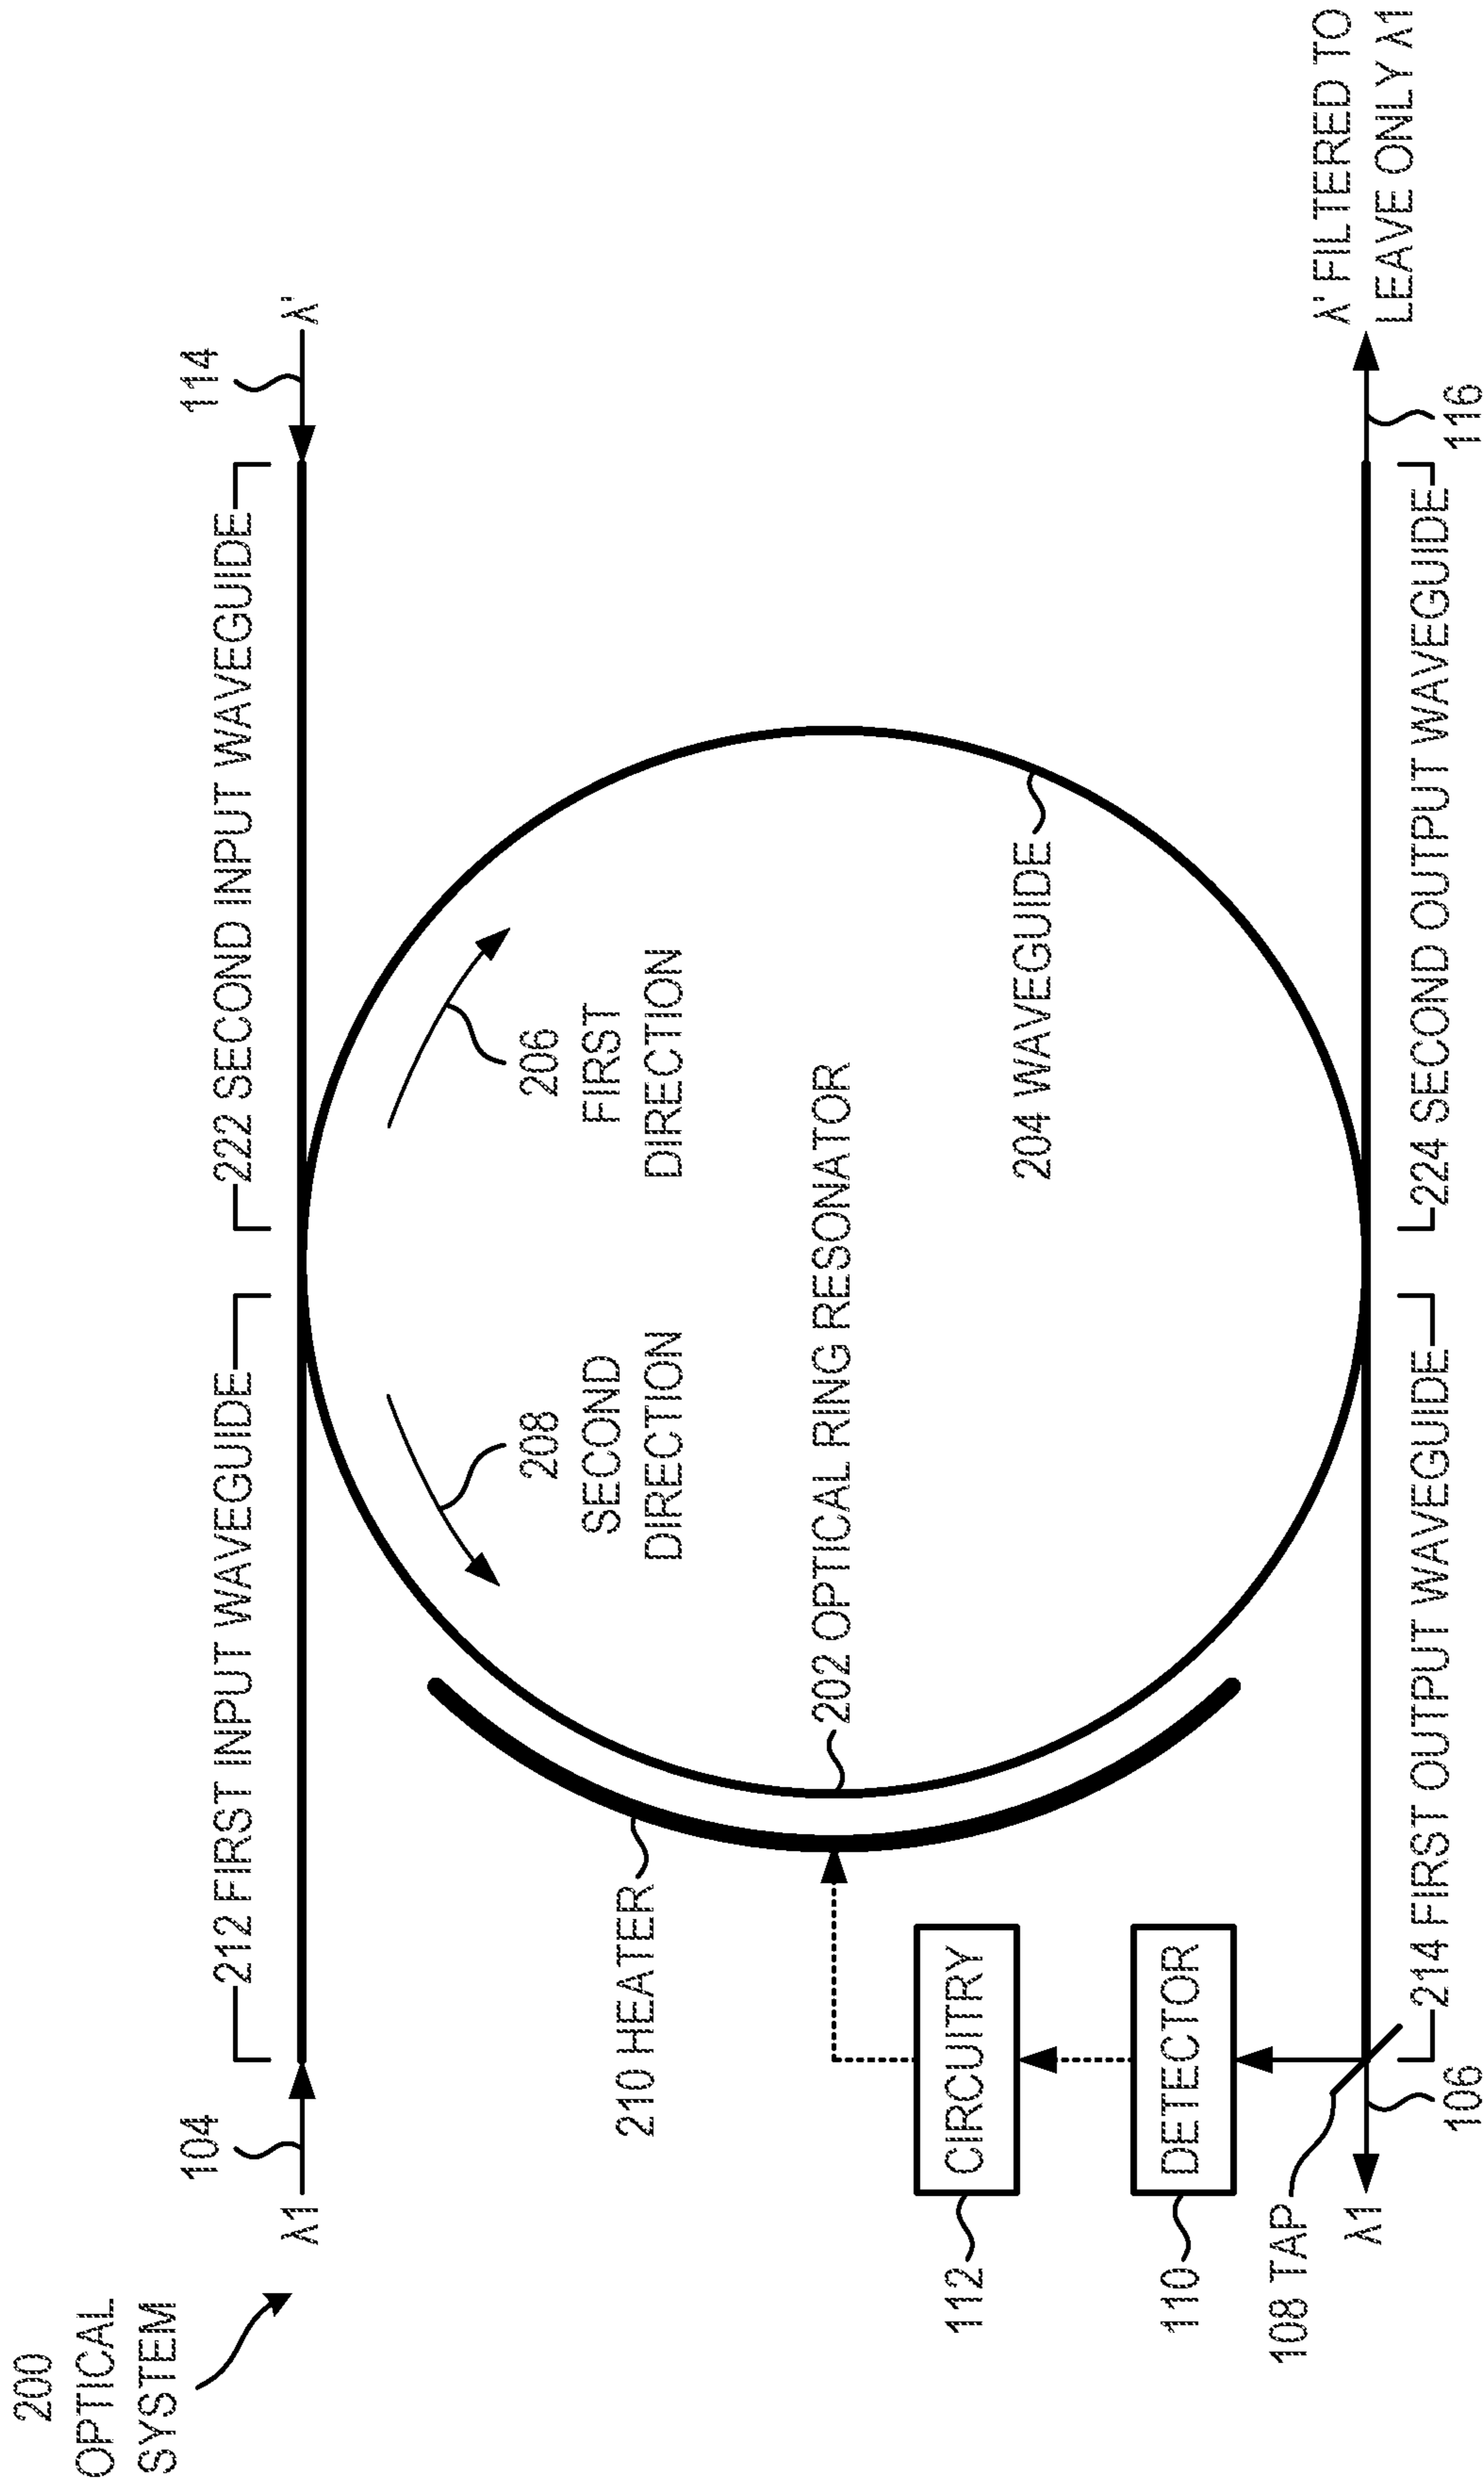 200
OPTICAL
SYSTEM
λ1
104
212 FIRST INPUT WAVEGUIDE
222 SECOND INPUT WAVEGUIDE
114
λ'
208
SECOND
DIRECTION
206
FIRST
DIRECTION
210 HEATER
202 OPTICAL RING RESONATOR
204 WAVEGUIDE
CIRCUITRY
112
DETECTOR
110
108 TAP
λ1
106
214 FIRST OUTPUT WAVEGUIDE
224 SECOND OUTPUT WAVEGUIDE
116
λ' FILTERED TO
LEAVE ONLY λ1